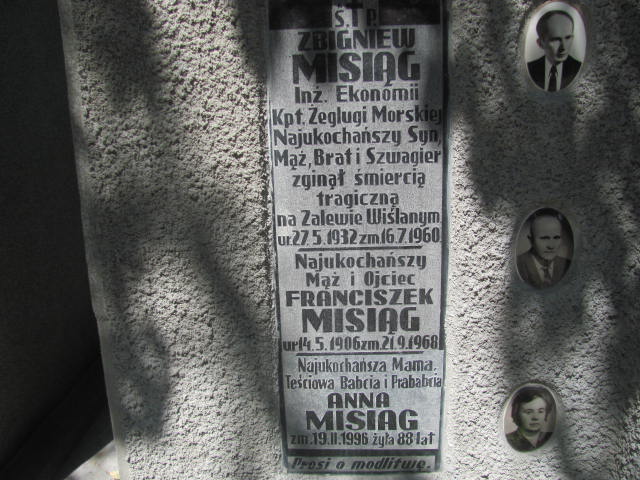 Ś. † P.
ZBIGNIEW
MISIĄG
Inż. Ekonomii
Kpt. Żeglugi Morskiej
Najukochańszy Syn,
Mąż, Brat i Szwagier
zginął śmiercią
tragiczną
na Zalewie Wiślanym
ur. 27.5.1932 zm. 16.7.1960
Najukochańszy
Mąż i Ojciec
FRANCISZEK
MISIĄG
ur 14.5.1906 zm. 21.9.1968
Najukochańsza Mama.
Teściowa Babcia i Prababcia
ANNA
MISIĄG
zm. 19.II.1996 żyła 88 lat
Prosi o modlitwę.